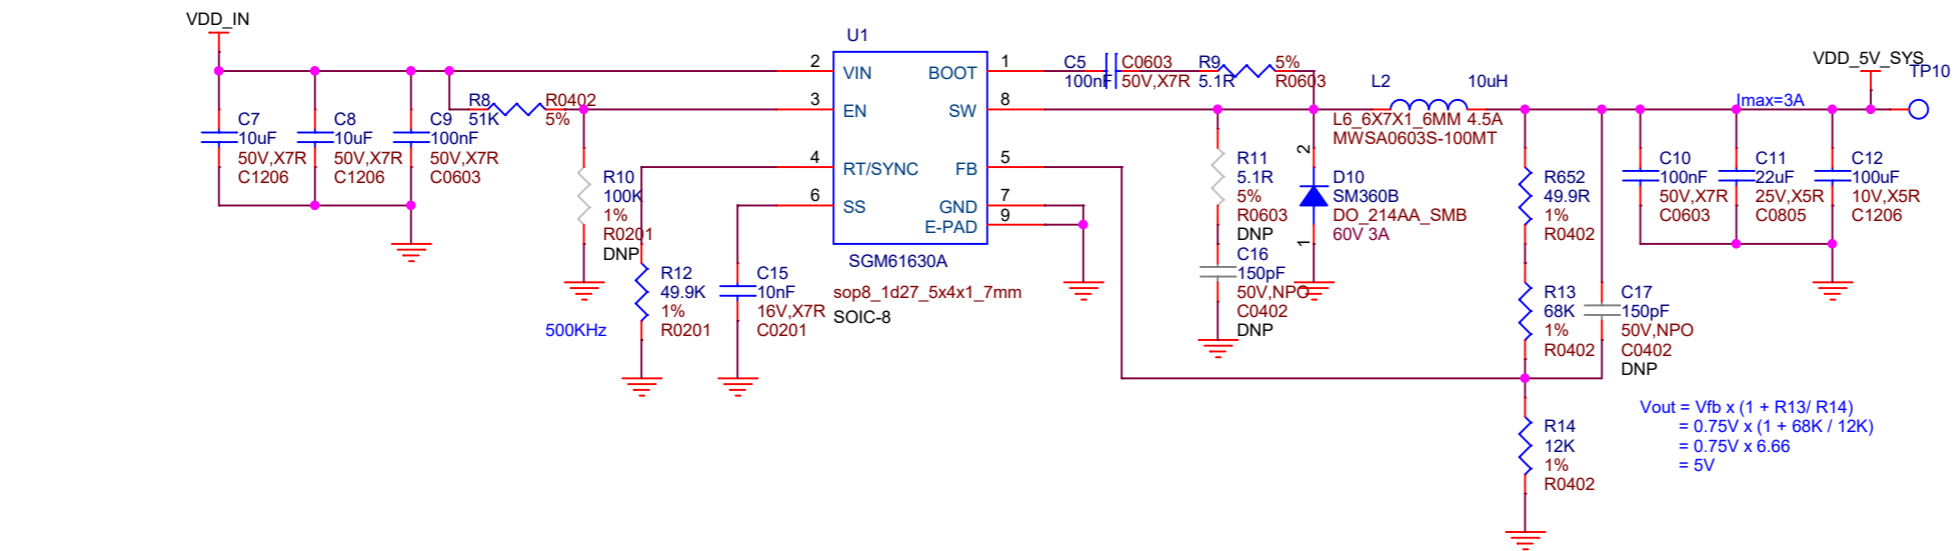 VDD_IN
C7
10uF
50V,X7R
C1206
C8
10uF
50V,X7R
C1206
C9
100nF
50V,X7R
C0603
R8
51K
R0402
5%
R10
100K
1%
R0201
DNP
500KHz
R12
49.9K
1%
R0201
C15
10nF
16V,X7R
C0201
U1
2
VIN
3
EN
4
RT/SYNC
6
SS
BOOT
1
SW
8
FB
5
GND
7
E-PAD
9
SGM61630A
sop8_1d27_5x4x1_7mm
SOIC-8
C5
100nF
C0603
50V,X7R
R9
5.1R
5%
R0603
R11
5.1R
5%
R0603
DNP
C16
150pF
50V,NPO
C0402
DNP
2
D10
SM360B
DO_214AA_SMB
60V 3A
1
L2
10uH
L6_6X7X1_6MM 4.5A
MWSA0603S-100MT
R652
49.9R
1%
R0402
R13
68K
1%
R0402
C17
150pF
50V,NPO
C0402
DNP
R14
12K
1%
R0402
C10
100nF
50V,X7R
C0603
Imax=3A
C11
22uF
25V,X5R
C0805
C12
100uF
10V,X5R
C1206
VDD_5V_SYS
TP10
Vout = Vfb x (1 + R13/ R14)
= 0.75V x (1 + 68K / 12K)
= 0.75V x 6.66
= 5V